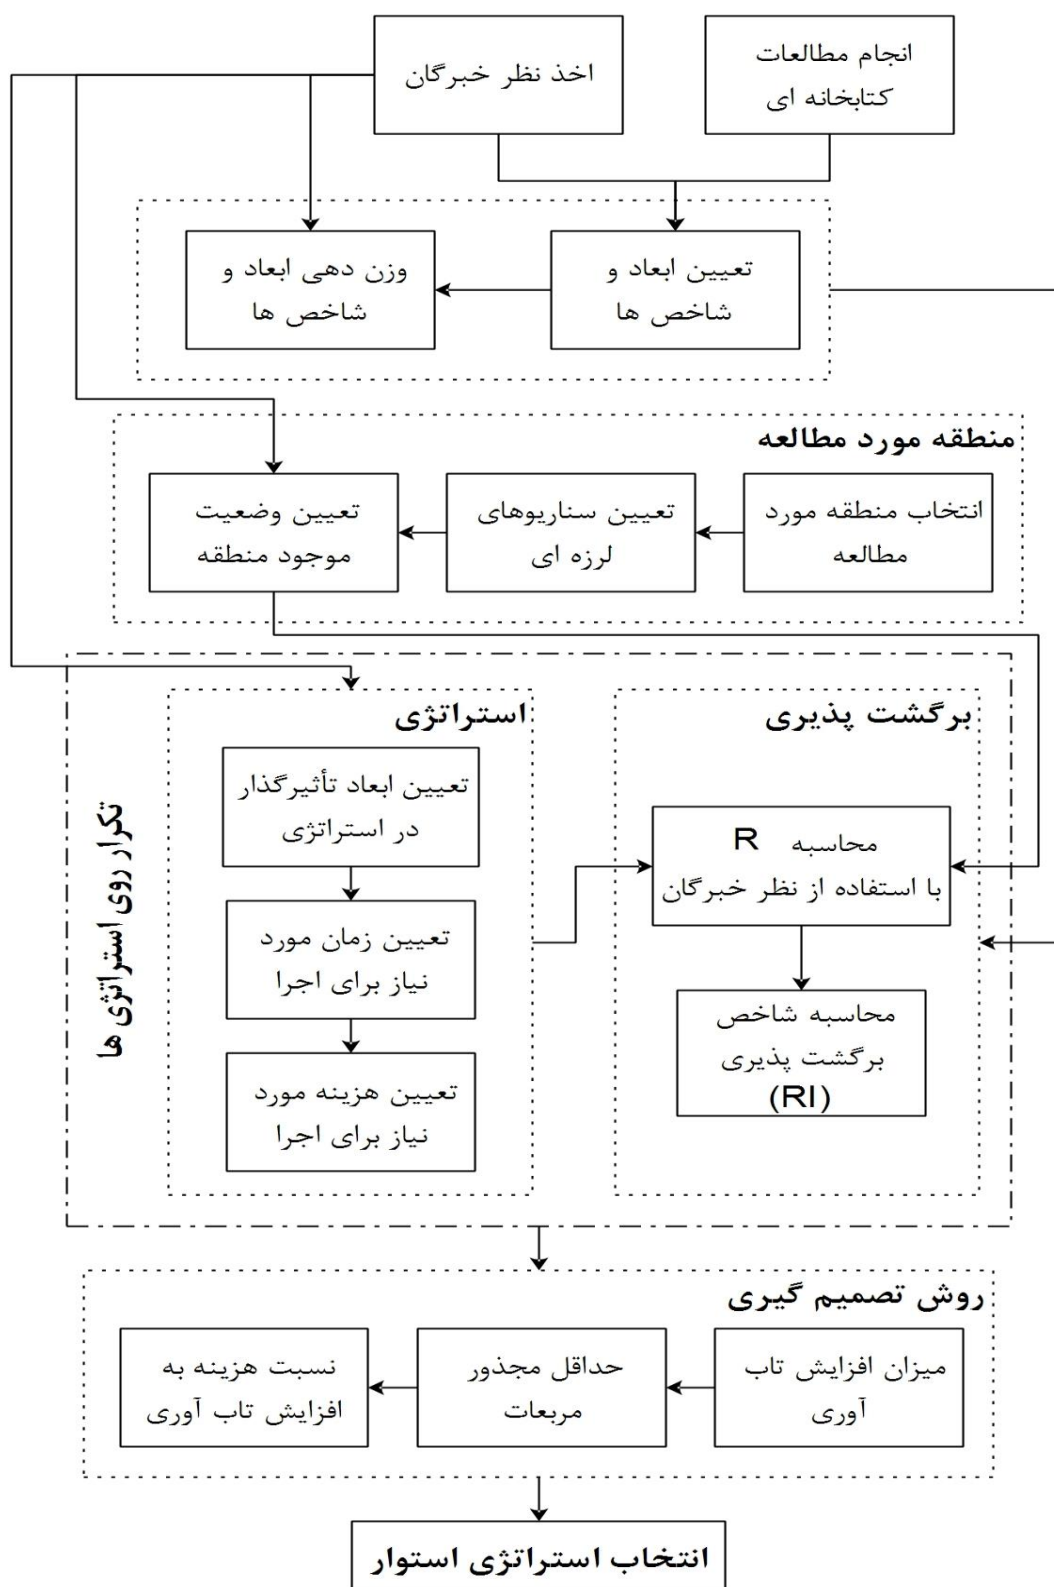 انجام مطالعات
کتابخانه ای
اخذ نظر خبرگان
تعیین ابعاد و
شاخص ها
وزن دهی ابعاد و
شاخص ها
منطقه مورد مطالعه
انتخاب منطقه مورد
مطالعه
تعیین سناریوهای
لرزه ای
تعیین وضعیت
موجود منطقه
برگشت پذیری
محاسبه R
با استفاده از نظر خبرگان
محاسبه شاخص
برگشت پذیری
(RI)
استراتژی
تعیین ابعاد تأثیرگذار
در استراتژی
تعیین زمان مورد
نیاز برای اجرا
تعیین هزینه مورد
نیاز برای اجرا
تکرار روی استراتژی ها
روش تصمیم گیری
میزان افزایش تاب
آوری
حداقل مجذور
مربعات
نسبت هزینه به
افزایش تاب آوری
انتخاب استراتژی استوار